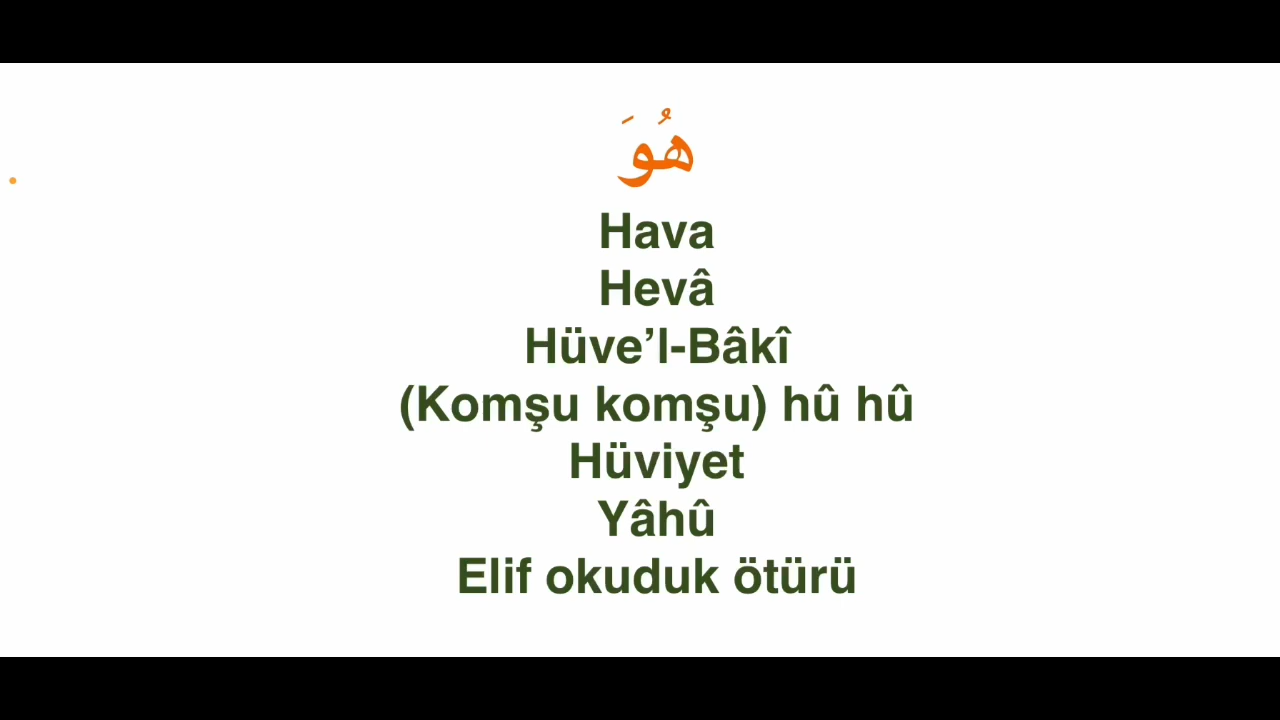 هُوَ
Hava
Hevâ
Hüve’l-Bâkî
(Komşu komşu) hû hû
Hüviyet
Yâhû
Elif okuduk ötürü